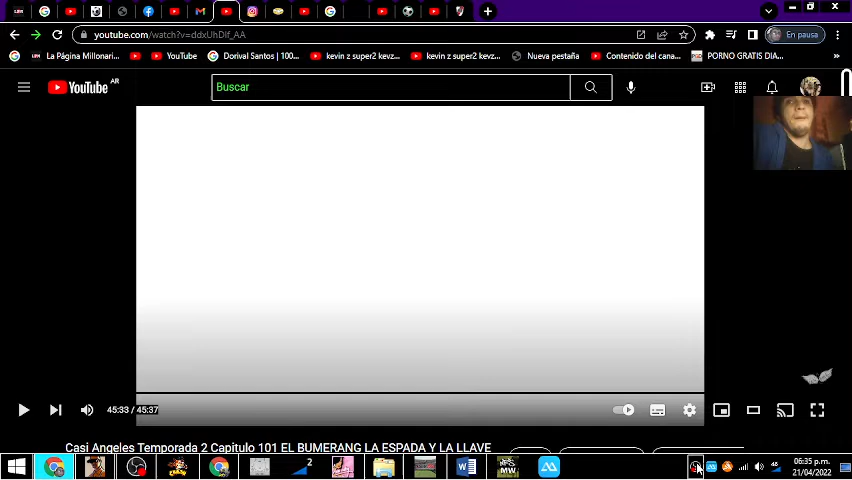 youtube.com/watch?v=ddxUhDlf_AA
En pausa
La Página Millonari...
YouTube
Dorival Santos | 100...
kevin z super2 kevz...
kevin z super2 kevz...
Nueva pestaña
Contenido del cana...
PORNO GRATIS DIA...
»
YouTube AR
Buscar
45:33 / 45:37
Casi Angeles Temporada 2 Capitulo 101 EL BUMERANG LA ESPADA Y LA LLAVE
2
W
MW
06:35 p.m.
21/04/2022